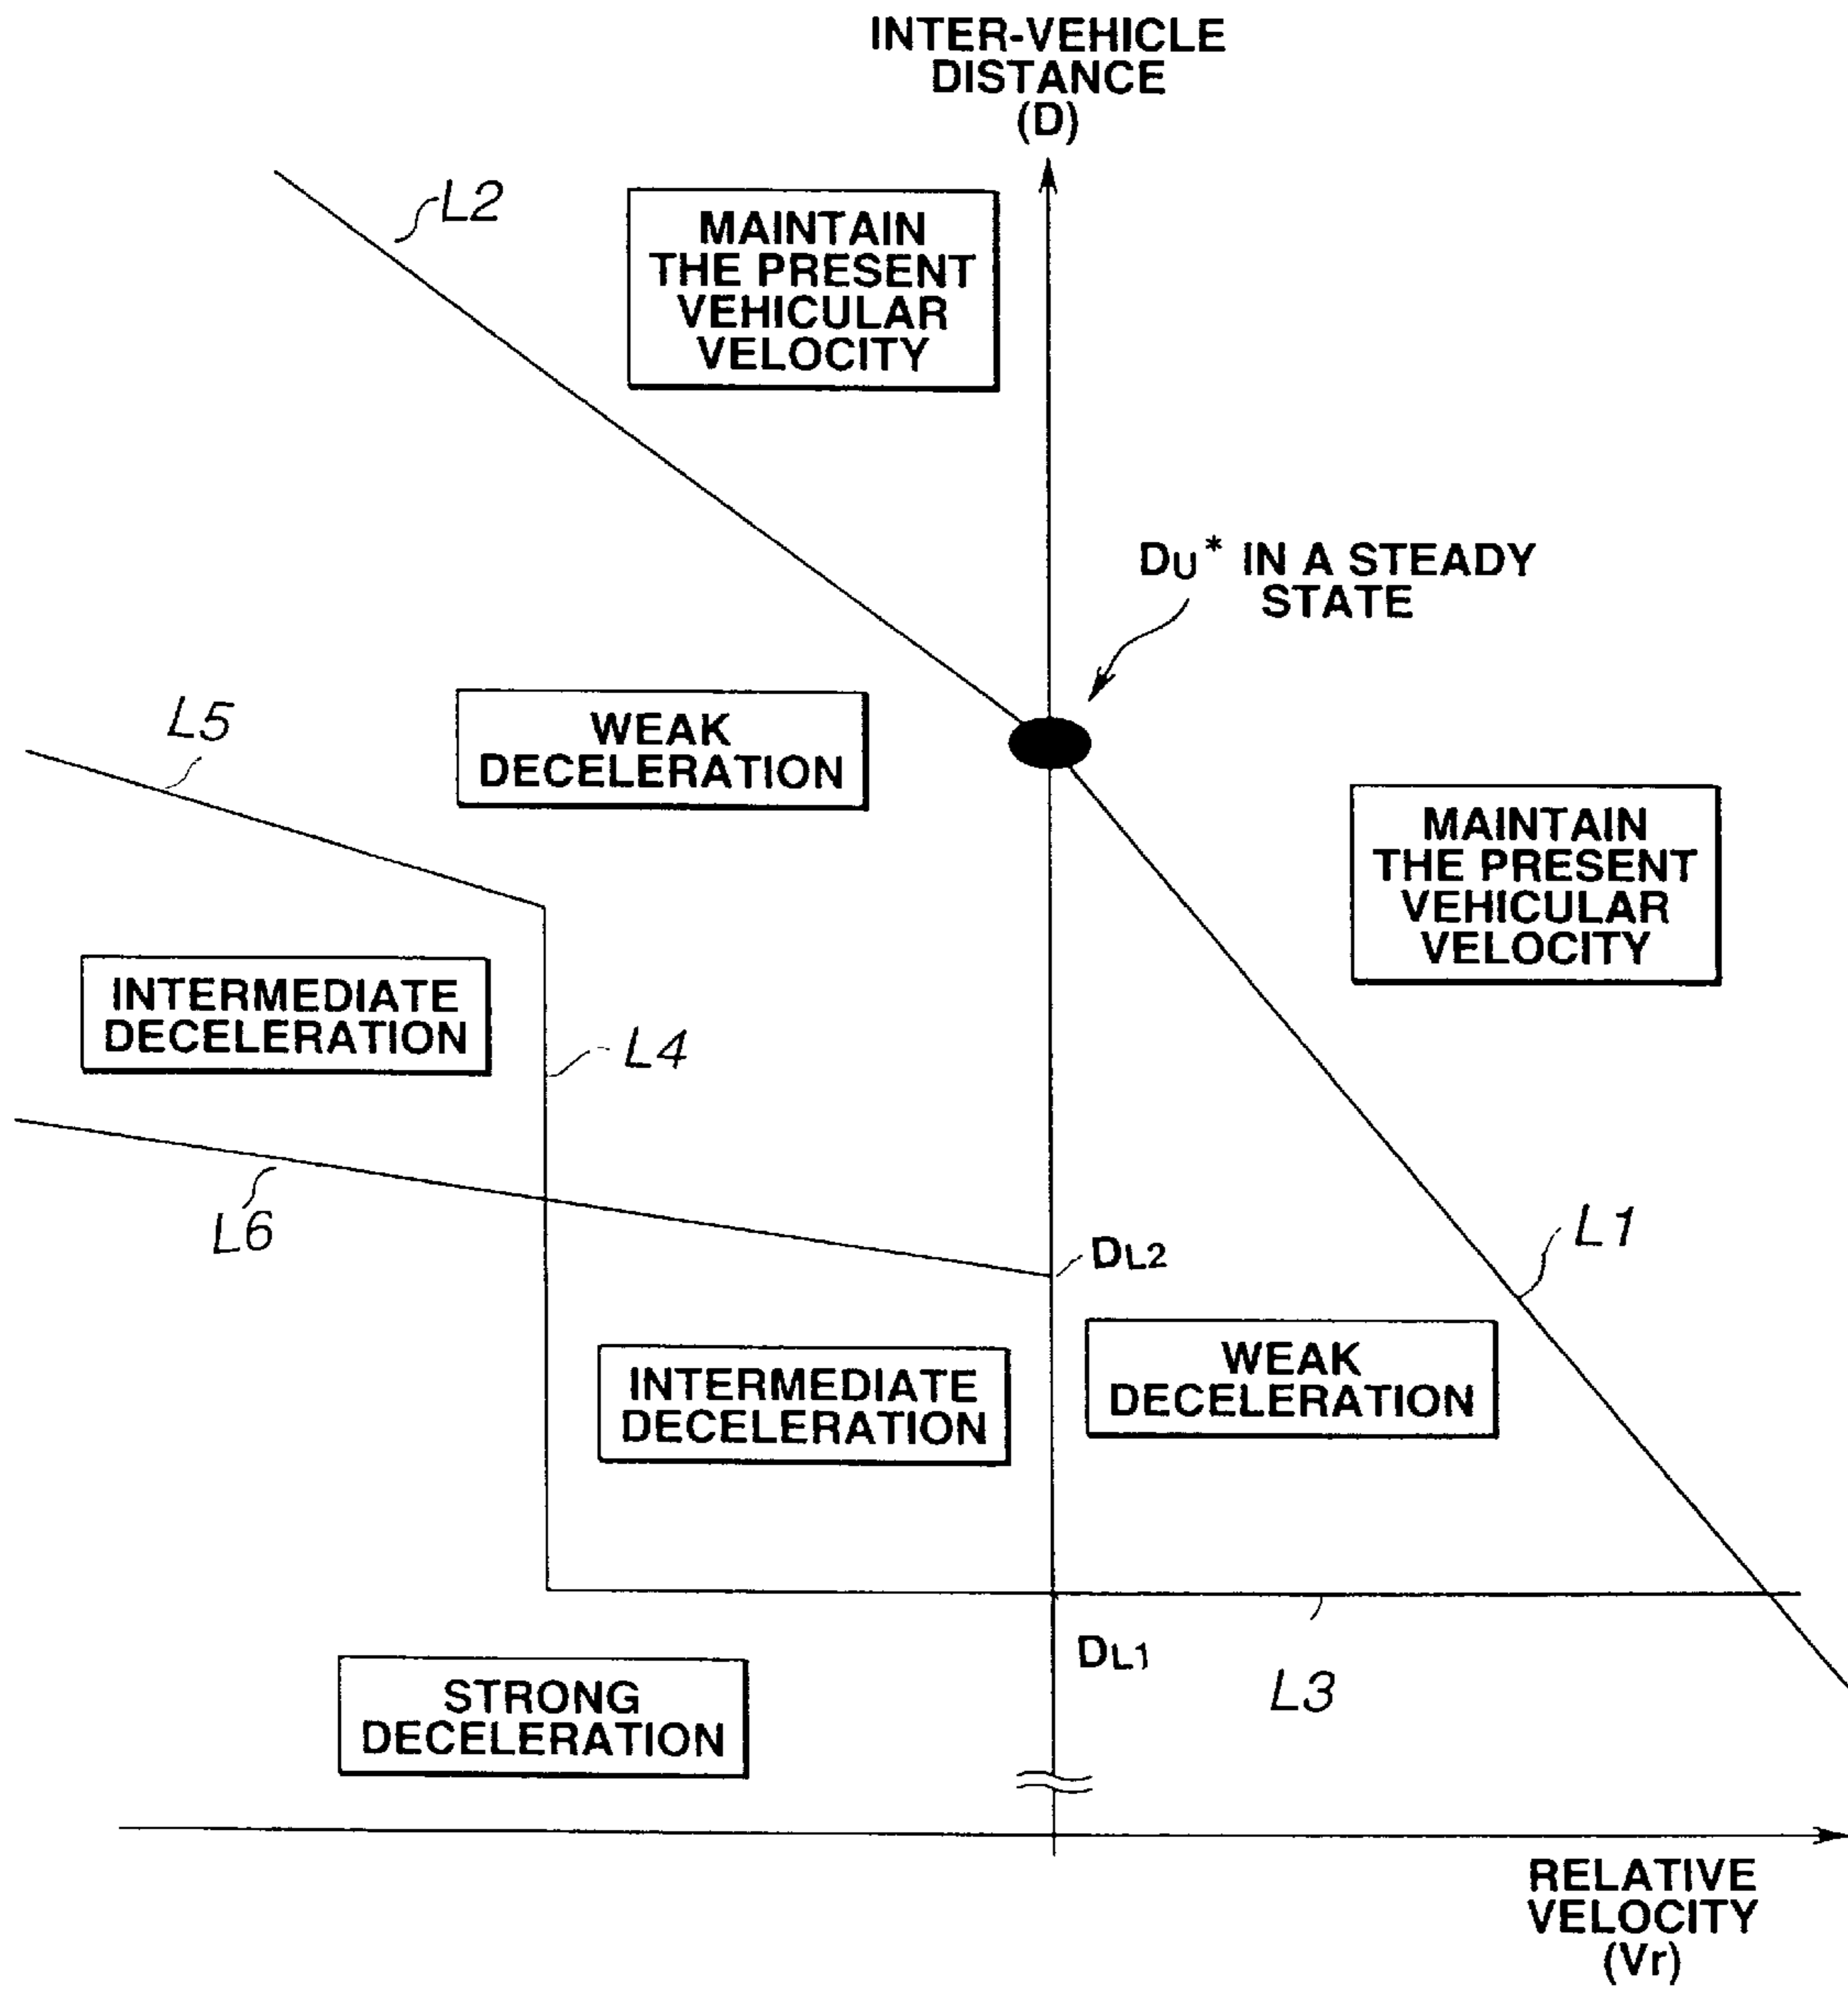 INTER-VEHICLE
DISTANCE
(D)
L2
MAINTAIN
THE PRESENT
VEHICULAR
VELOCITY
DU* IN A STEADY
STATE
L5
WEAK
DECELERATION
MAINTAIN
THE PRESENT
VEHICULAR
VELOCITY
INTERMEDIATE
DECELERATION
L4
L6
DL2
L1
INTERMEDIATE
DECELERATION
WEAK
DECELERATION
DL1
L3
STRONG
DECELERATION
RELATIVE
VELOCITY
(Vr)